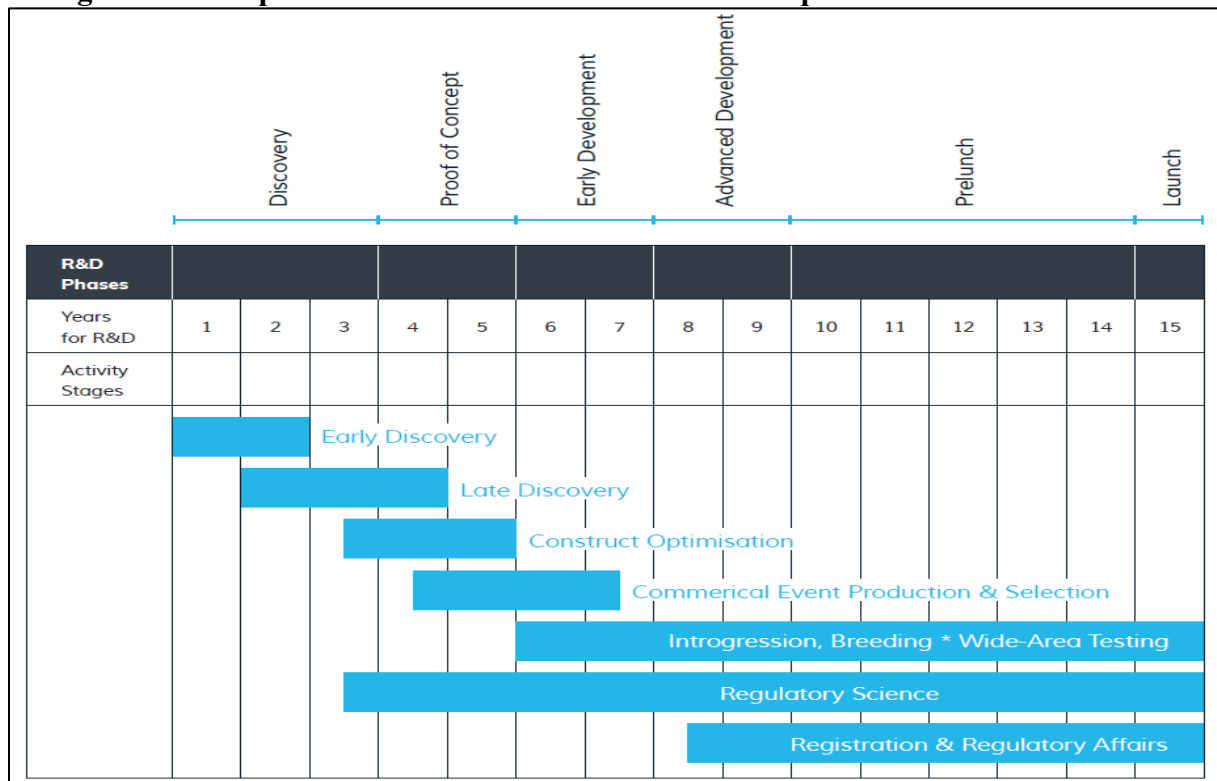 Discovery
Proof of Concept
Early Development
Advanced Development
Prelunch
Launch
R&D
Phases
Years
for R&D
1 2 3 4 5 6 7 8 9 10 11 12 13 14 15
Activity
Stages
Early Discovery
Late Discovery
Construct Optimisation
Commerical Event Production & Selection
Introgression, Breeding * Wide-Area Testing
Regulatory Science
Registration & Regulatory Affairs